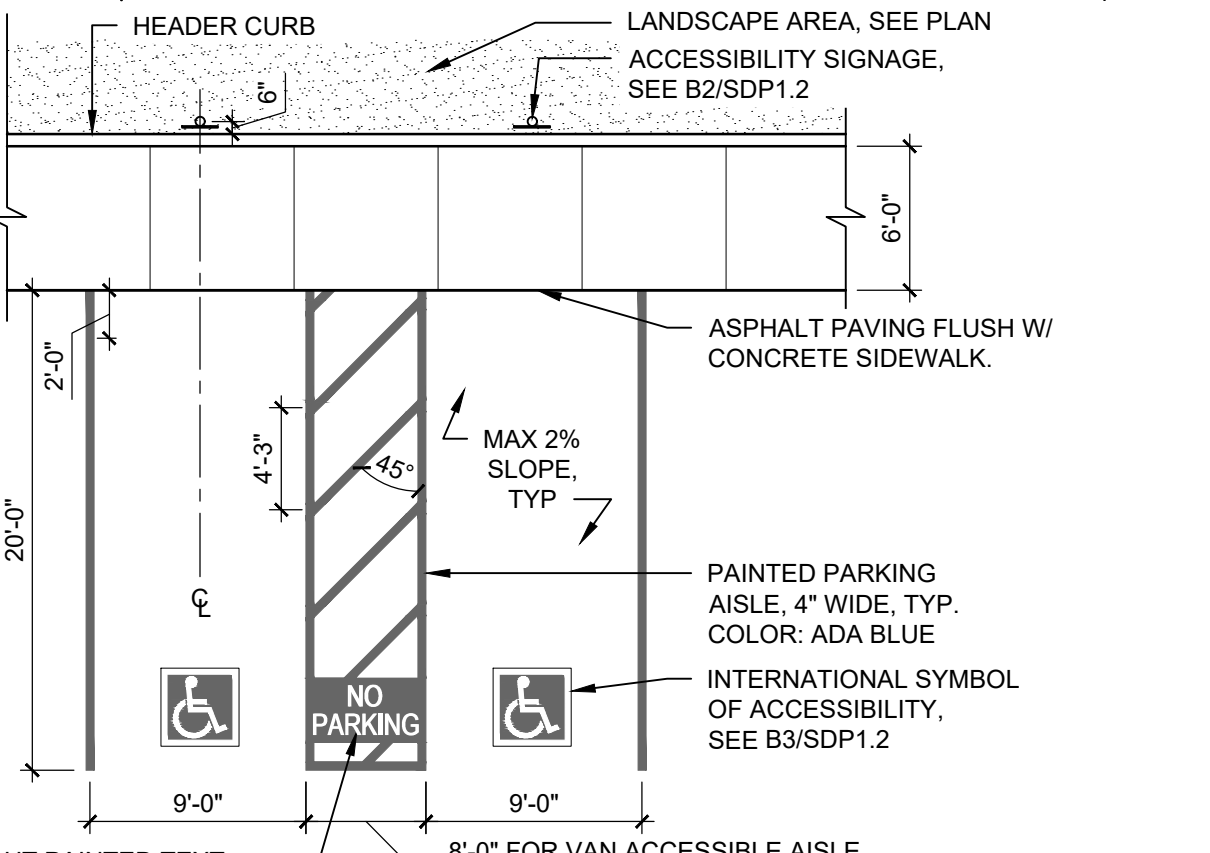 HEADER CURB
LANDSCAPE AREA, SEE PLAN
ACCESSIBILITY SIGNAGE,
SEE B2/SDP1.2
6"
6'-0"
ASPHALT PAVING FLUSH W/
CONCRETE SIDEWALK.
2'-0"
4'-3"
45°
MAX 2%
SLOPE,
TYP
20'-0"
℄
PAINTED PARKING
AISLE, 4" WIDE, TYP.
COLOR: ADA BLUE
INTERNATIONAL SYMBOL
OF ACCESSIBILITY,
SEE B3/SDP1.2
NO
PARKING
9'-0"
9'-0"
PAINTED TEXT
8'-0" FOR VAN ACCESSIBLE AISLE